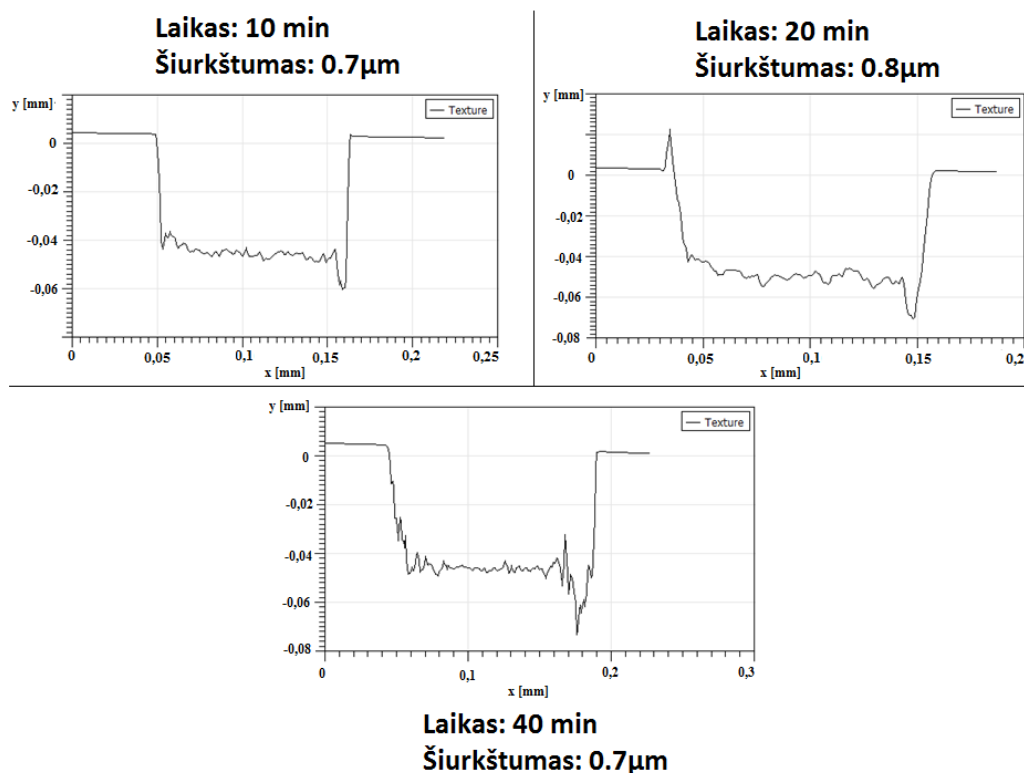 Laikas: 10 min
Šiurkštumas: 0.7µm
y [mm]
Texture
0
-0,02
-0,04
-0,06
0 0,05 0,1 0,15 0,2 0,25
x [mm]
Laikas: 20 min
Šiurkštumas: 0.8µm
y [mm]
Texture
0
-0,02
-0,04
-0,06
-0,08
0 0,05 0,1 0,15 0,2
x [mm]
y [mm]
Texture
0
-0,02
-0,04
-0,06
-0,08
0 0,1 0,2 0,3
x [mm]
Laikas: 40 min
Šiurkštumas: 0.7µm